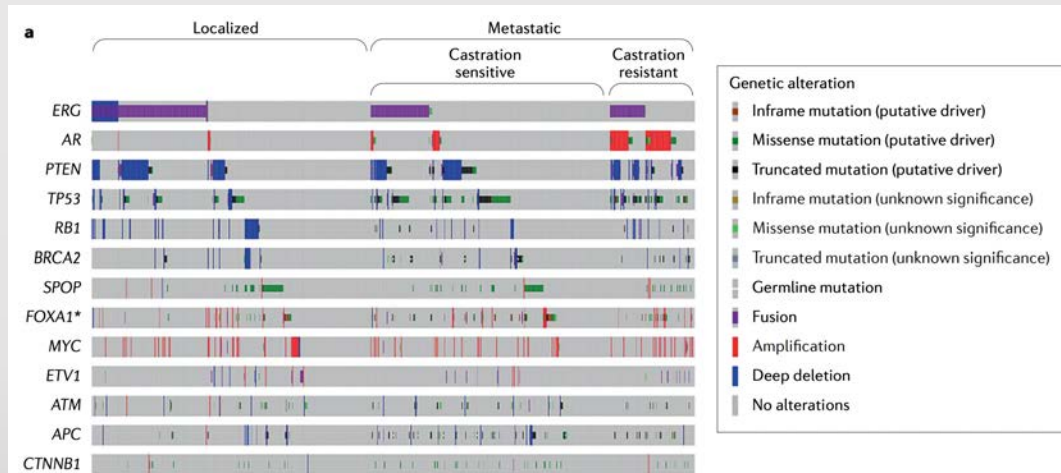 a
Localized
Metastatic
Castration
sensitive
Castration
resistant
ERG
AR
PTEN
TP53
RB1
BRCA2
SPOP
FOXA1*
MYC
ETV1
ATM
APC
CTNNB1
Genetic alteration
Inframe mutation (putative driver)
Missense mutation (putative driver)
Truncated mutation (putative driver)
Inframe mutation (unknown significance)
Missense mutation (unknown significance)
Truncated mutation (unknown significance)
Germline mutation
Fusion
Amplification
Deep deletion
No alterations